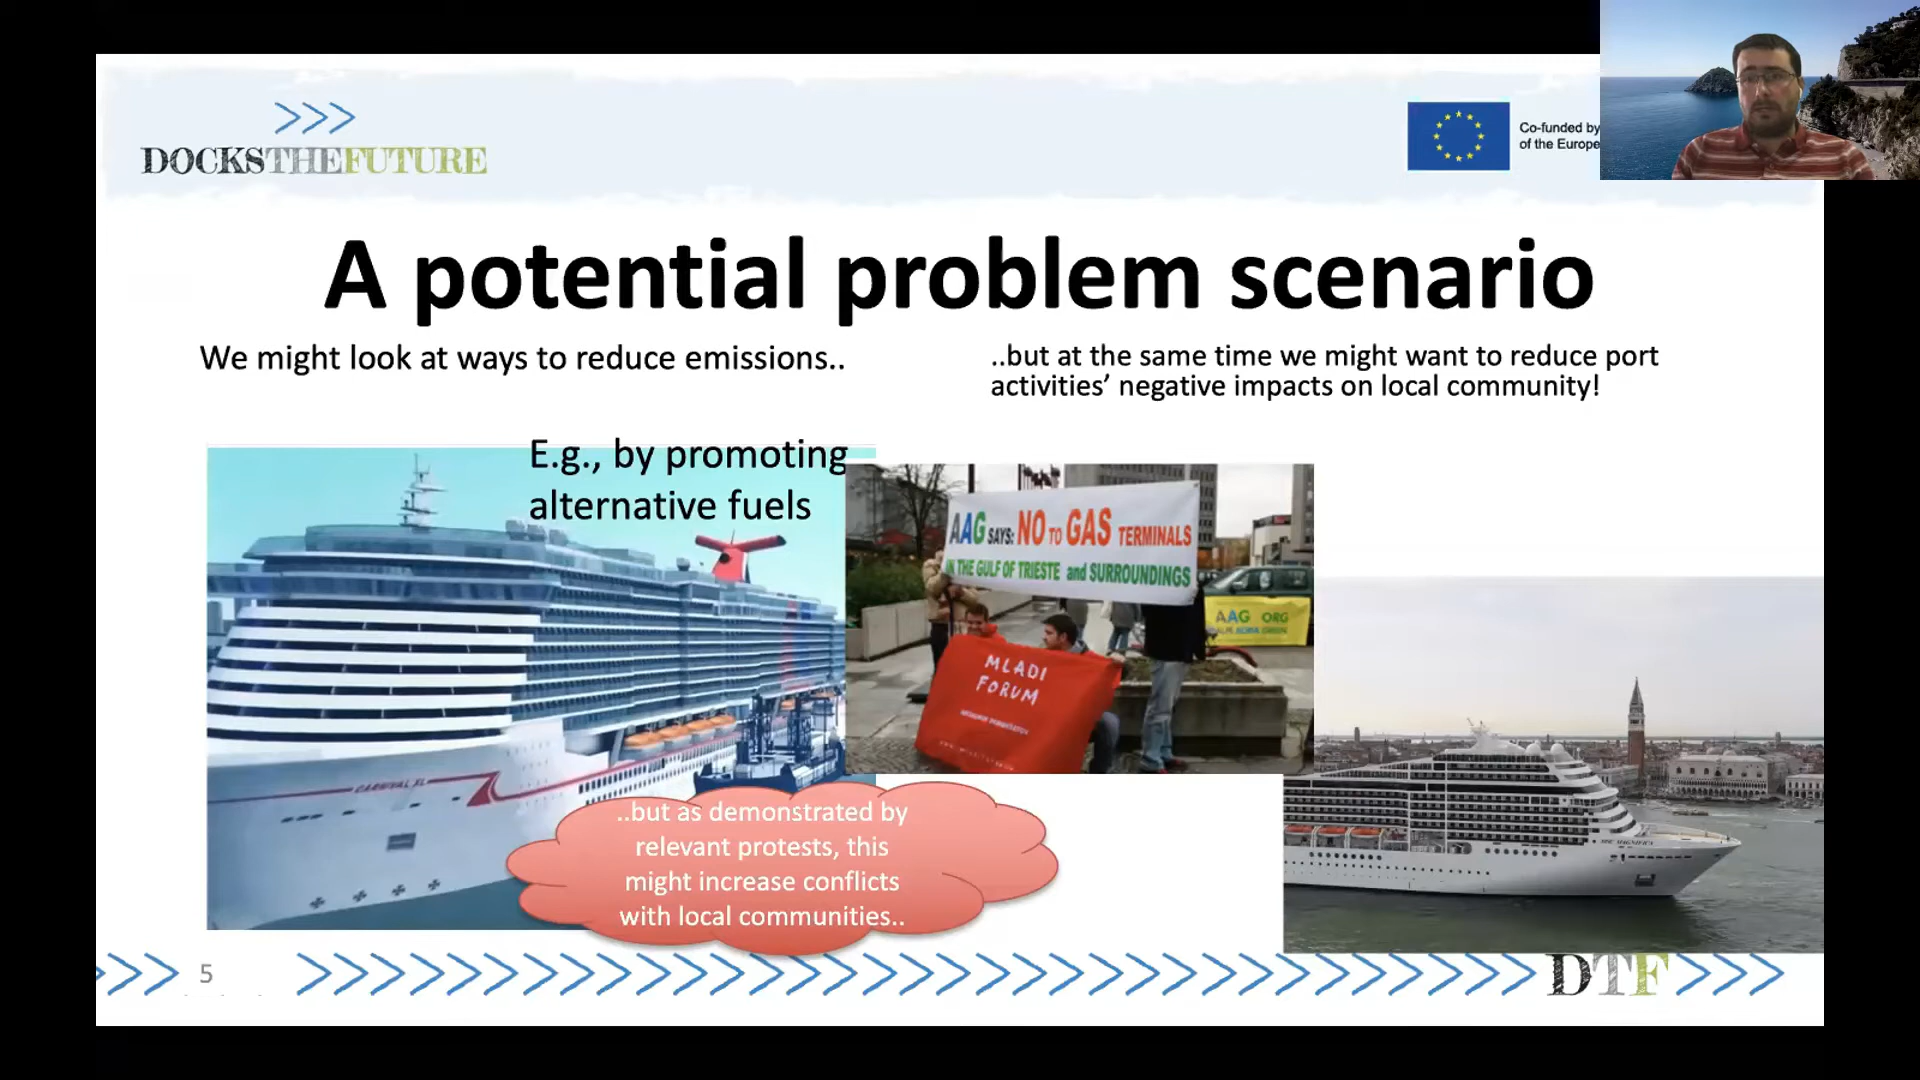 DOCKSTHEFUTURE
Co-funded by
of the Europe
A potential problem scenario
We might look at ways to reduce emissions..
..but at the same time we might want to reduce port
activities’ negative impacts on local community!
E.g., by promoting
alternative fuels
AAG SAYS: NO TO GAS TERMINALS
IN THE GULF OF TRIESTE and SURROUNDINGS
AAG ORG
MLADI
FORUM
CARNIVAL XL
MSC MAGNIFICA
..but as demonstrated by
relevant protests, this
might increase conflicts
with local communities..
5
DTF